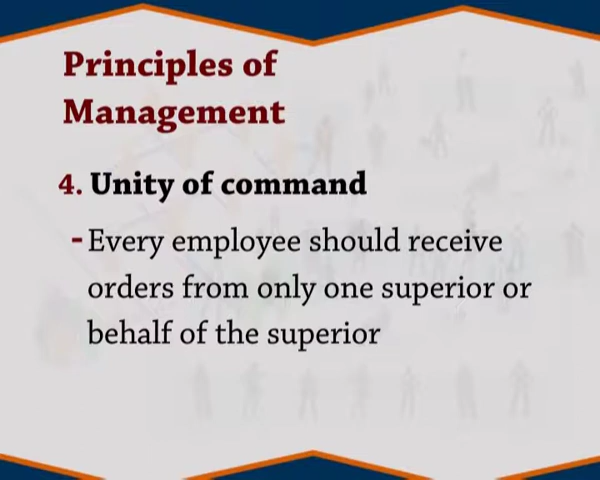 Principles of
Management
4. Unity of command
- Every employee should receive
orders from only one superior or
behalf of the superior